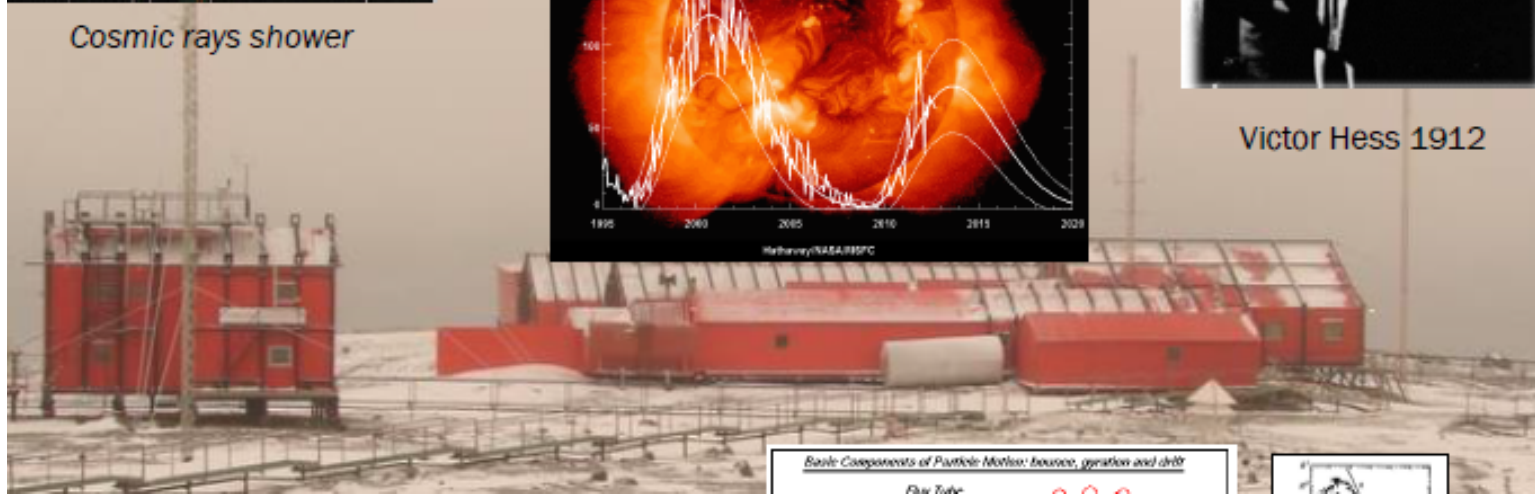 Cosmic rays shower
100
50
0
1995 2000 2005 2010 2015 2020
Hathaway/NASA/MSFC
Victor Hess 1912
Basic Components of Particle Motion: bounce, gyration and drift
Flux Tube